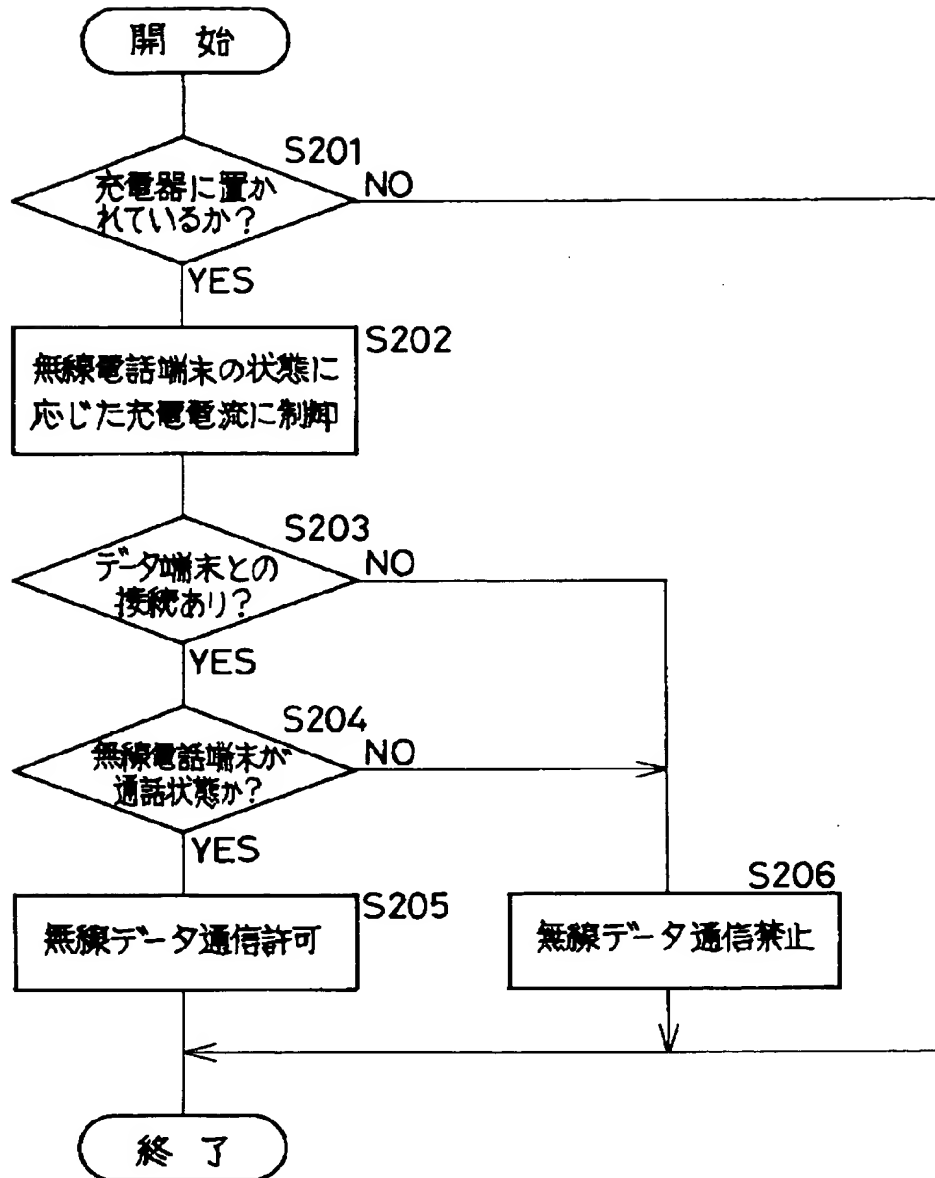 開 始
S201
充電器に置か
れているか?
NO
YES
S202
無線電話端末の状態に
応じた充電電流に制御
S203
データ端末との
接続あり?
NO
YES
S204
無線電話端末が
通話状態か?
NO
YES
S205
無線データ通信許可
S206
無線データ通信禁止
終 了